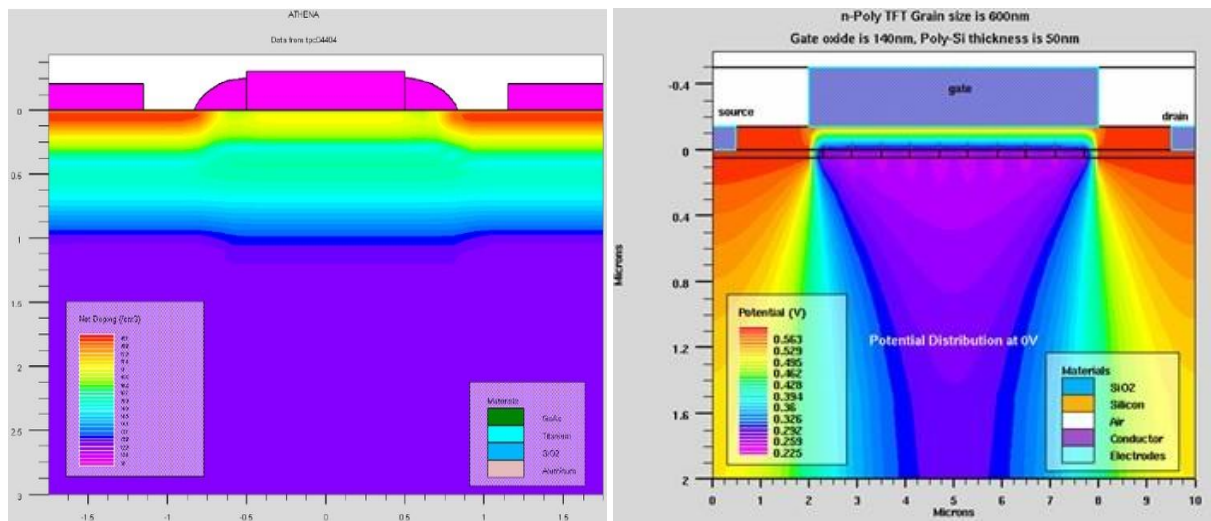 ATHENA
Data from tpc04404
0
0.5
1
1.5
2
2.5
3
-1.5
-1
-0.5
0
0.5
1
1.5
Net Doping (/cm3)
Materials
GaAs
Titanium
SiO2
Aluminum
n-Poly TFT Grain size is 600nm
Gate oxide is 140nm, Poly-Si thickness is 50nm
gate
source
drain
-0.4
0
0.4
0.8
1.2
1.6
2
Microns
Potential (V)
0.563
0.529
0.495
0.462
0.428
0.394
0.36
0.326
0.292
0.259
0.225
Potential Distribution at 0V
Materials
SiO2
Silicon
Air
Conductor
Electrodes
0 1 2 3 4 5 6 7 8 9 10
Microns